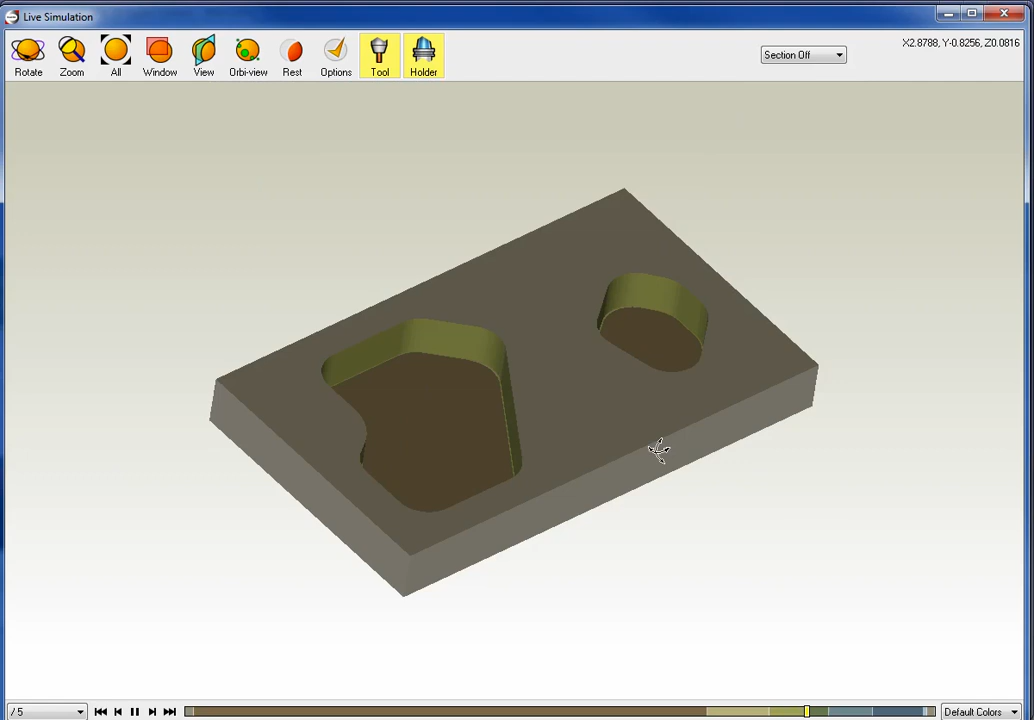 Live Simulation
Rotate
Zoom
All
Window
View
Orbi-view
Rest
Options
Tool
Holder
Section Off
X2.8788, Y-0.8256, Z0.0816
/ 5
Default Colors